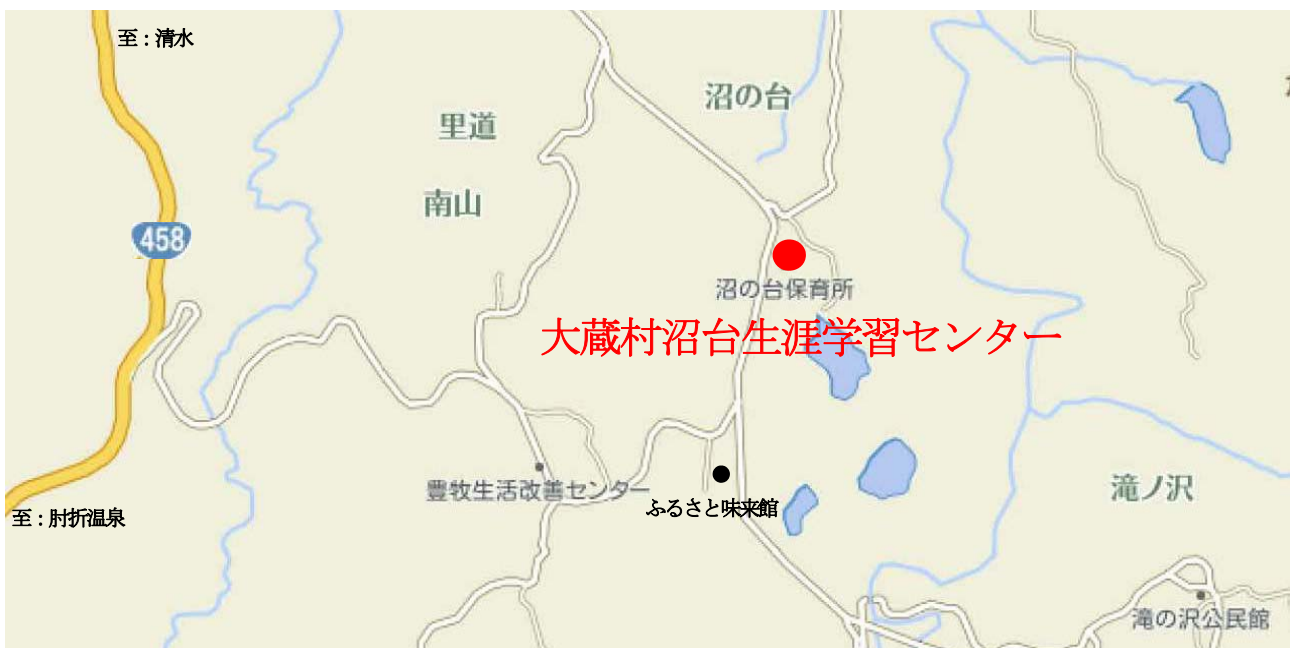 至：清水
沼の台
里道
南山
458
沼の台保育所
大蔵村沼台生涯学習センター
豊牧生活改善センター
滝ノ沢
ふるさと味来館
至：肘折温泉
滝の沢公民館